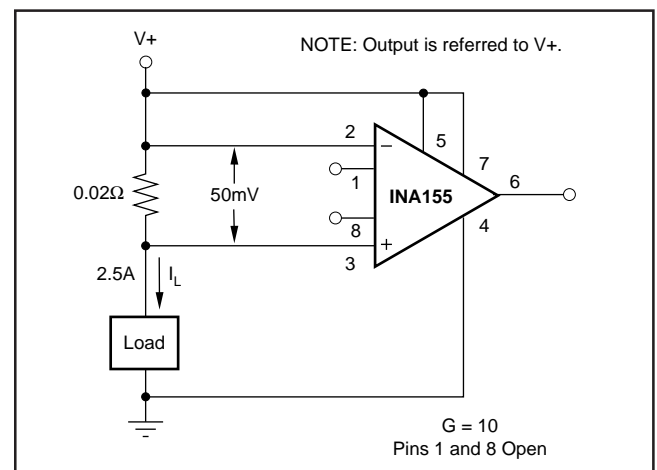 V+
NOTE: Output is referred to V+.
2
5
7
−
0.02Ω
50mV
1
INA155
6
8
4
+
3
2.5A
IL
Load
G = 10
Pins 1 and 8 Open